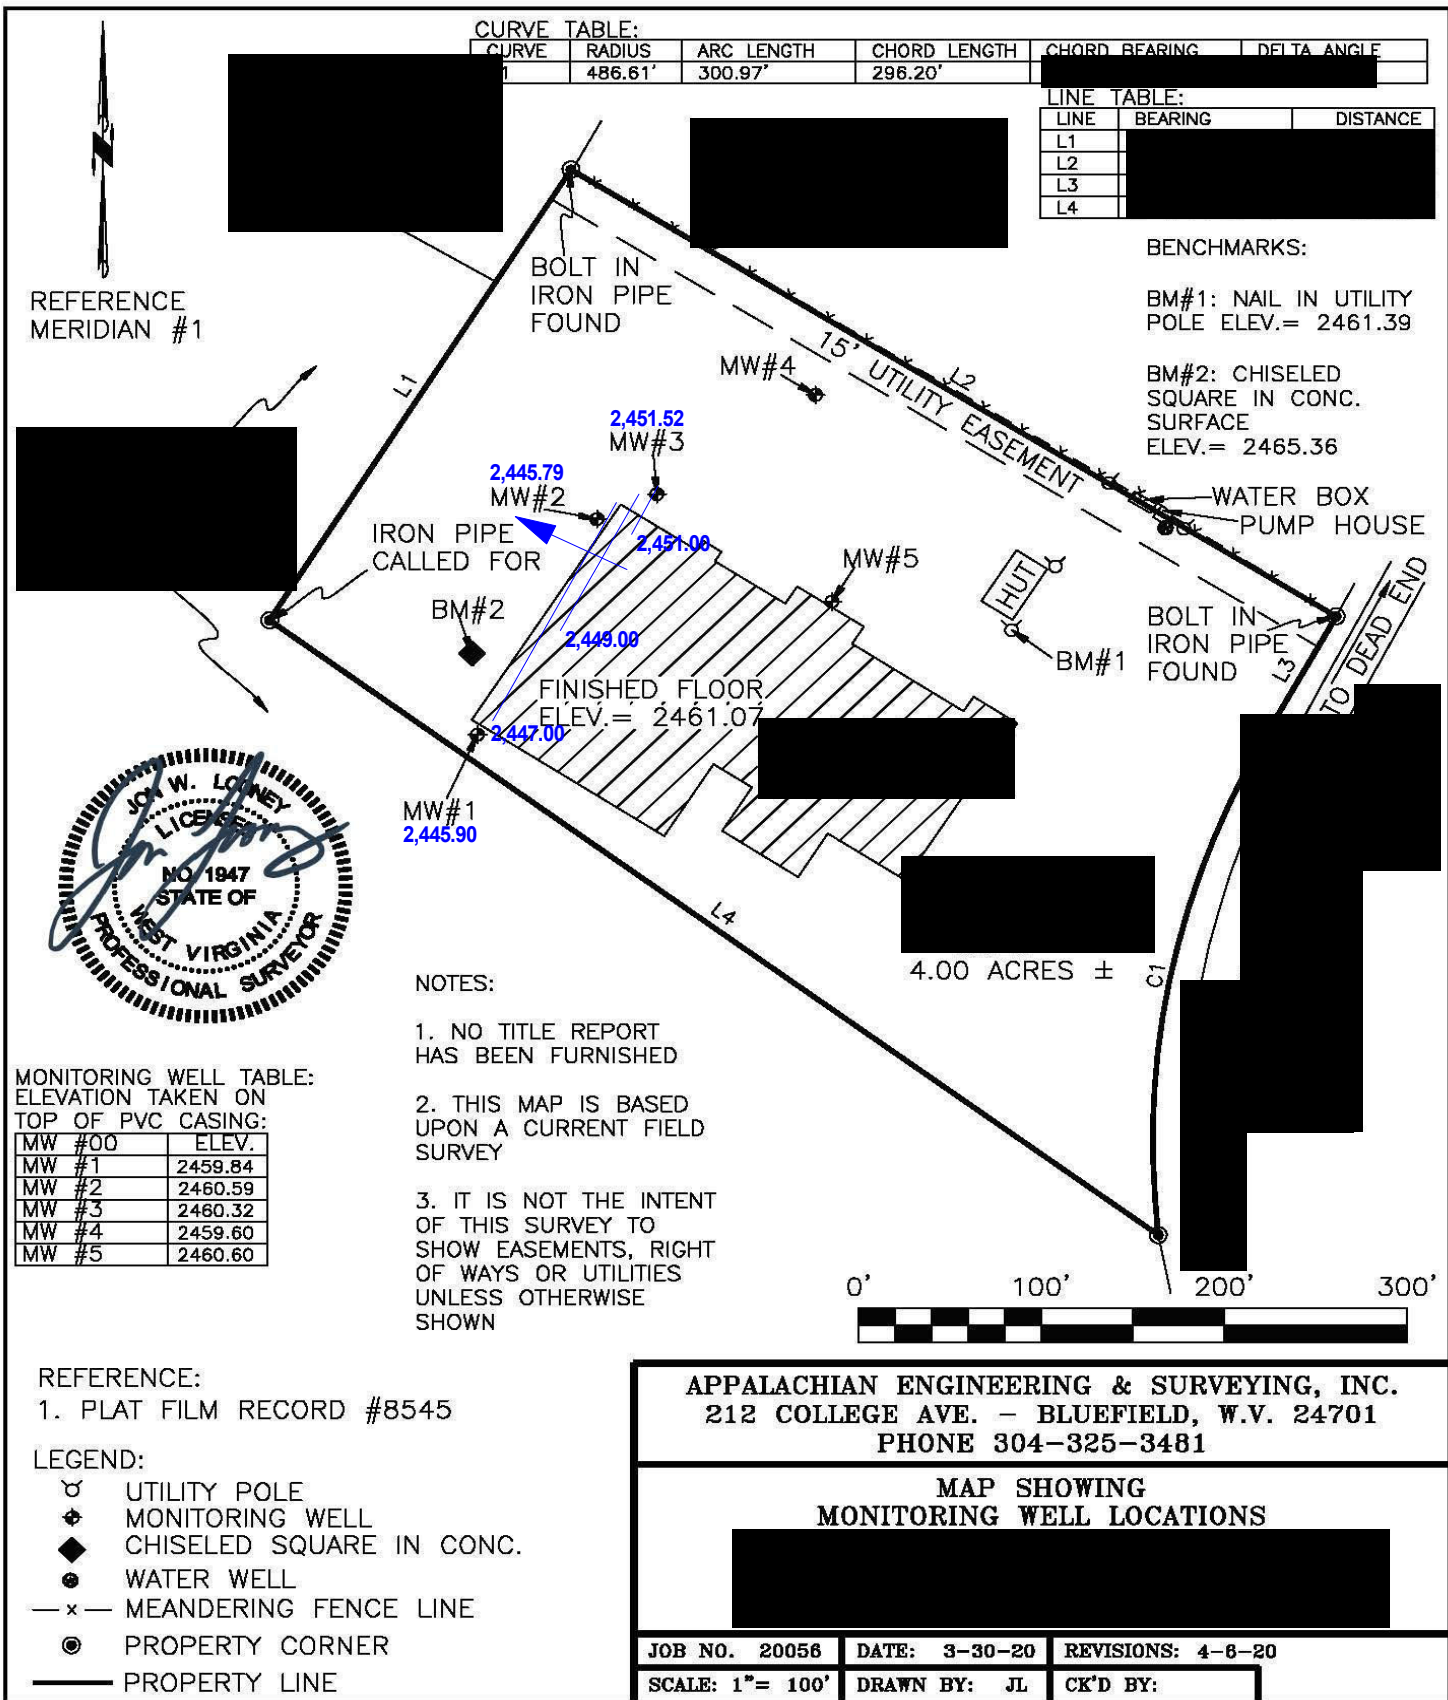 CURVE TABLE:
CURVE RADIUS ARC LENGTH CHORD LENGTH CHORD BEARING DELTA ANGLE
1 486.61' 300.97' 296.20'
LINE TABLE:
LINE BEARING DISTANCE
L1
L2
L3
L4
BENCHMARKS:
BM#1: NAIL IN UTILITY
POLE ELEV.= 2461.39
BM#2: CHISELED
SQUARE IN CONC.
SURFACE
ELEV.= 2465.36
REFERENCE
MERIDIAN #1
BOLT IN
IRON PIPE
FOUND
L1
15' UTILITY EASEMENT
L2
MW#4
2,451.52
MW#3
2,445.79
MW#2
IRON PIPE
CALLED FOR
2,451.00
MW#5
HUT
WATER BOX
PUMP HOUSE
BM#2
2,449.00
BM#1
BOLT IN
IRON PIPE
FOUND
L3
TO DEAD END
FINISHED FLOOR
ELEV.= 2461.07
2,447.00
MW#1
2,445.90
L4
4.00 ACRES ±
C1
JON W. LOONEY
LICENSED
NO. 1947
STATE OF
WEST VIRGINIA
PROFESSIONAL SURVEYOR
NOTES:
1. NO TITLE REPORT
HAS BEEN FURNISHED
2. THIS MAP IS BASED
UPON A CURRENT FIELD
SURVEY
3. IT IS NOT THE INTENT
OF THIS SURVEY TO
SHOW EASEMENTS, RIGHT
OF WAYS OR UTILITIES
UNLESS OTHERWISE
SHOWN
MONITORING WELL TABLE:
ELEVATION TAKEN ON
TOP OF PVC CASING:
MW #00 ELEV.
MW #1 2459.84
MW #2 2460.59
MW #3 2460.32
MW #4 2459.60
MW #5 2460.60
0' 100' 200' 300'
REFERENCE:
1. PLAT FILM RECORD #8545
LEGEND:
UTILITY POLE
MONITORING WELL
CHISELED SQUARE IN CONC.
WATER WELL
MEANDERING FENCE LINE
PROPERTY CORNER
PROPERTY LINE
APPALACHIAN ENGINEERING & SURVEYING, INC.
212 COLLEGE AVE. – BLUEFIELD, W.V. 24701
PHONE 304–325–3481
MAP SHOWING
MONITORING WELL LOCATIONS
JOB NO. 20056 DATE: 3-30-20 REVISIONS: 4-6-20
SCALE: 1"= 100' DRAWN BY: JL CK'D BY: